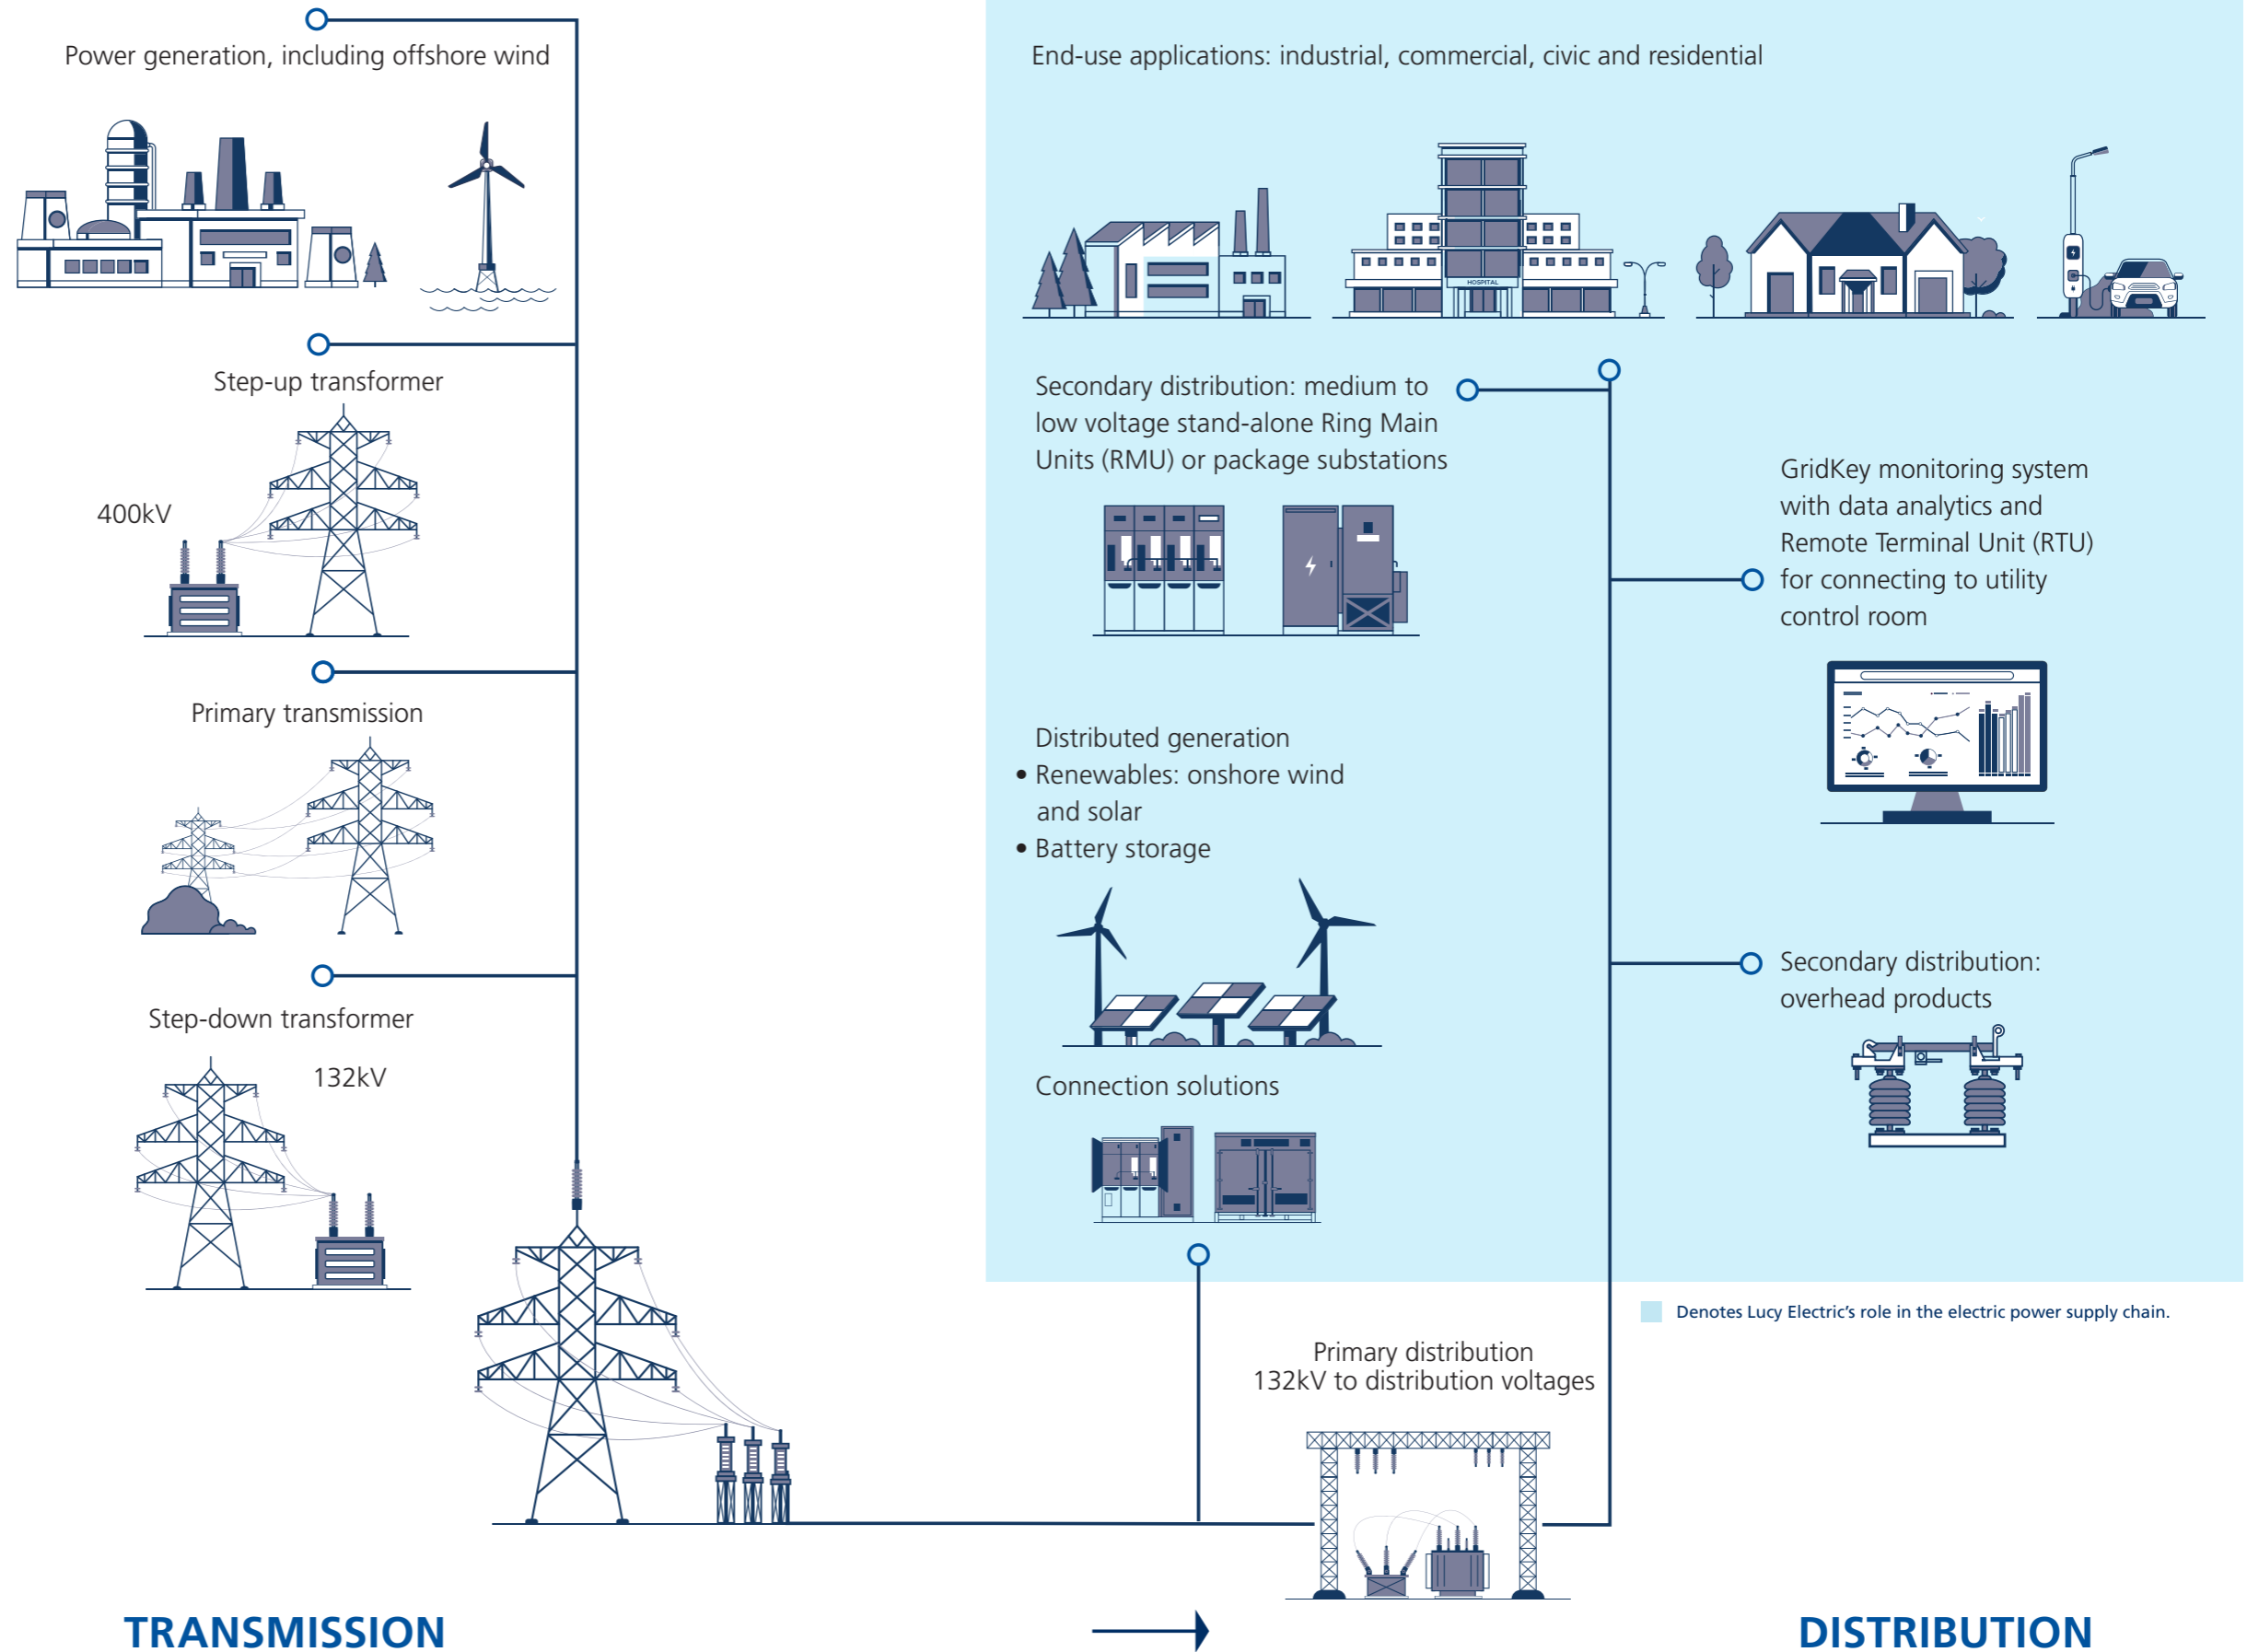 Power generation, including offshore wind
Step-up transformer
400kV
Primary transmission
Step-down transformer
132kV
End-use applications: industrial, commercial, civic and residential
HOSPITAL
Secondary distribution: medium to
low voltage stand-alone Ring Main
Units (RMU) or package substations
GridKey monitoring system
with data analytics and
Remote Terminal Unit (RTU)
for connecting to utility
control room
Distributed generation
• Renewables: onshore wind
and solar
• Battery storage
Secondary distribution:
overhead products
Connection solutions
Denotes Lucy Electric's role in the electric power supply chain.
Primary distribution
132kV to distribution voltages
TRANSMISSION
DISTRIBUTION